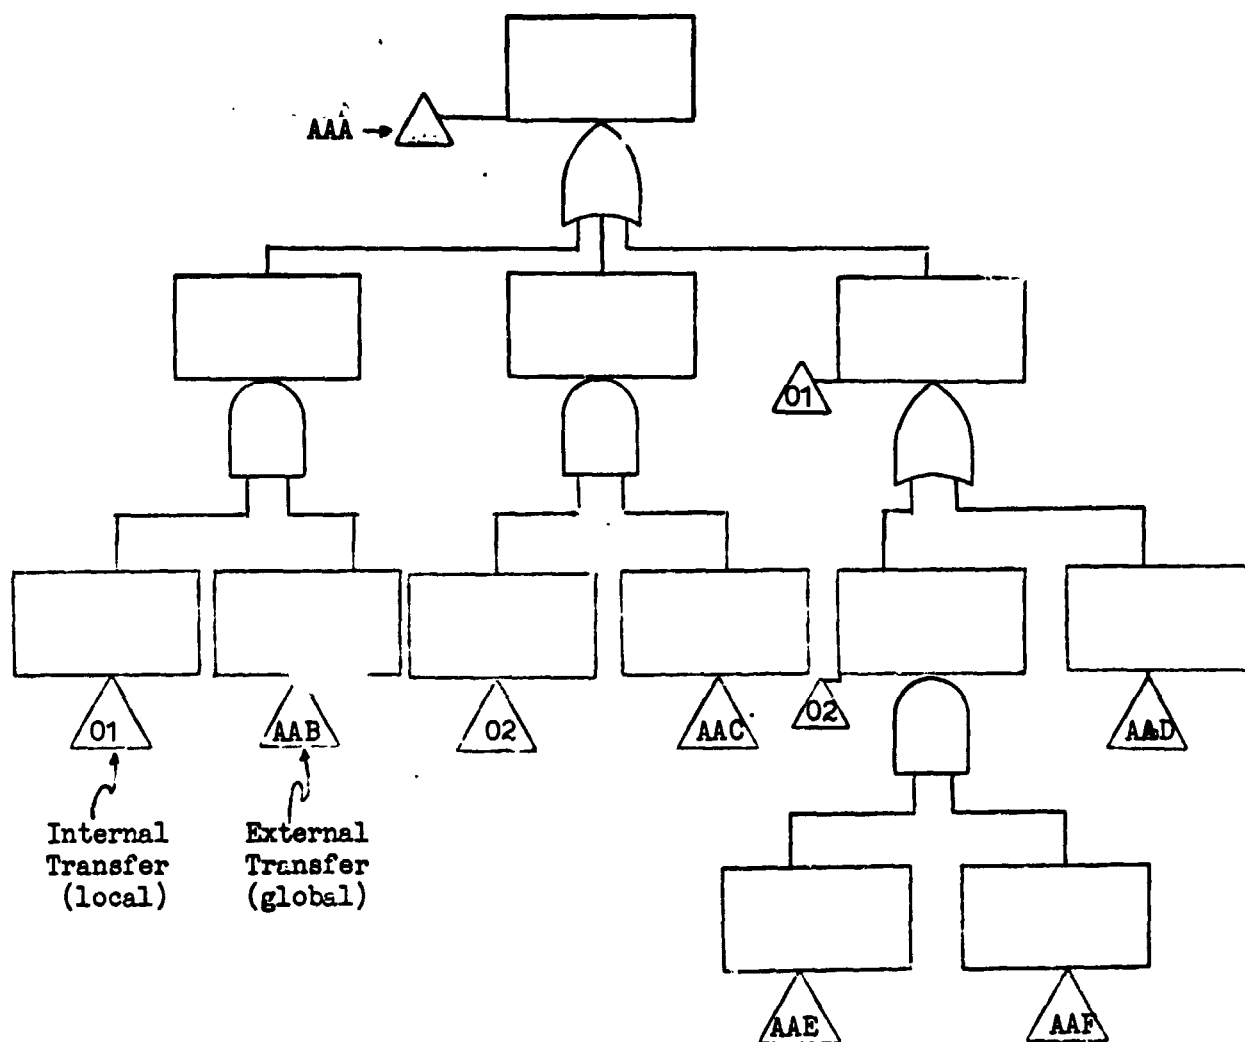 AAA
01
01
AAB
02
AAC
02
AAD
Internal
Transfer
(local)
External
Transfer
(global)
AAE
AAF